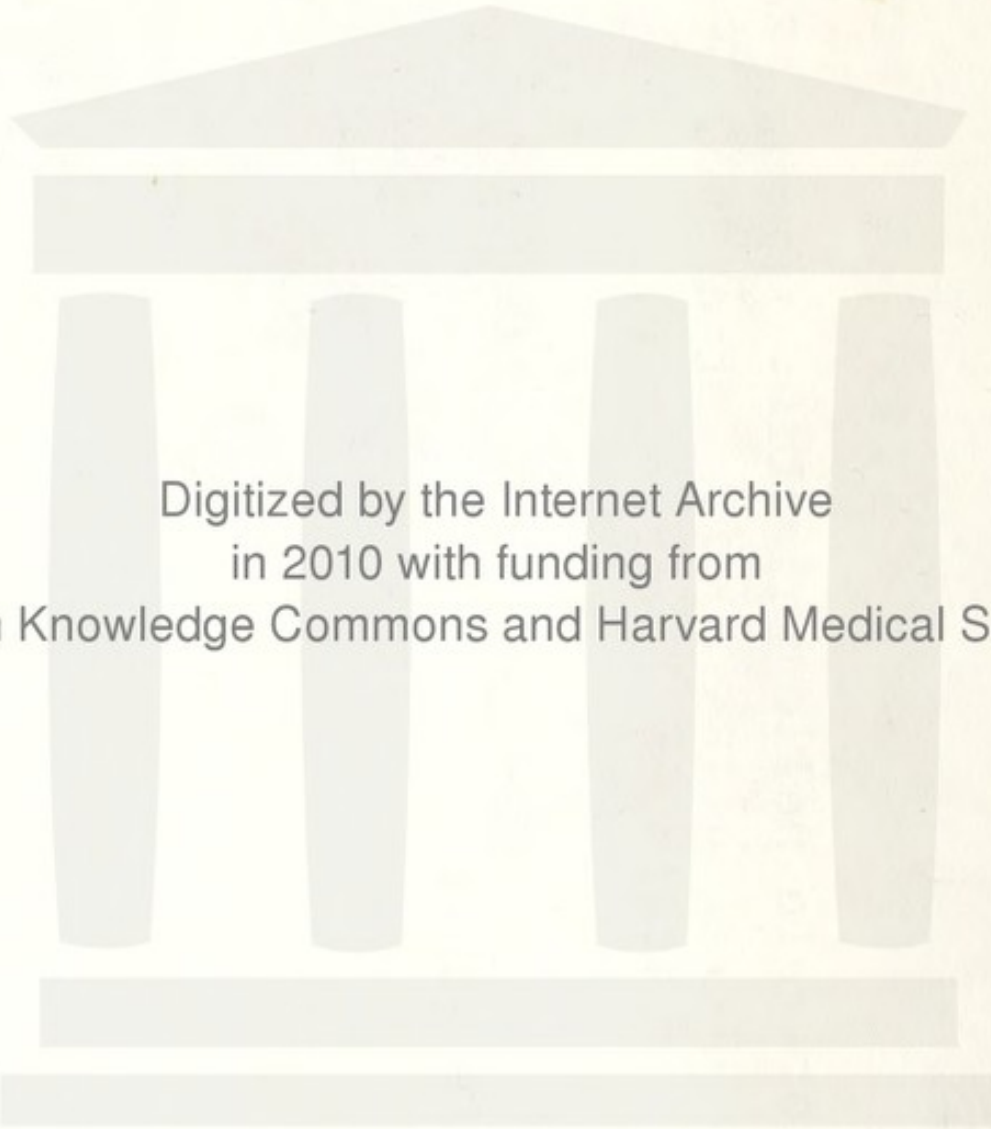 Digitized by the Internet Archive
in 2010 with funding from
Knowledge Commons and Harvard Medical S